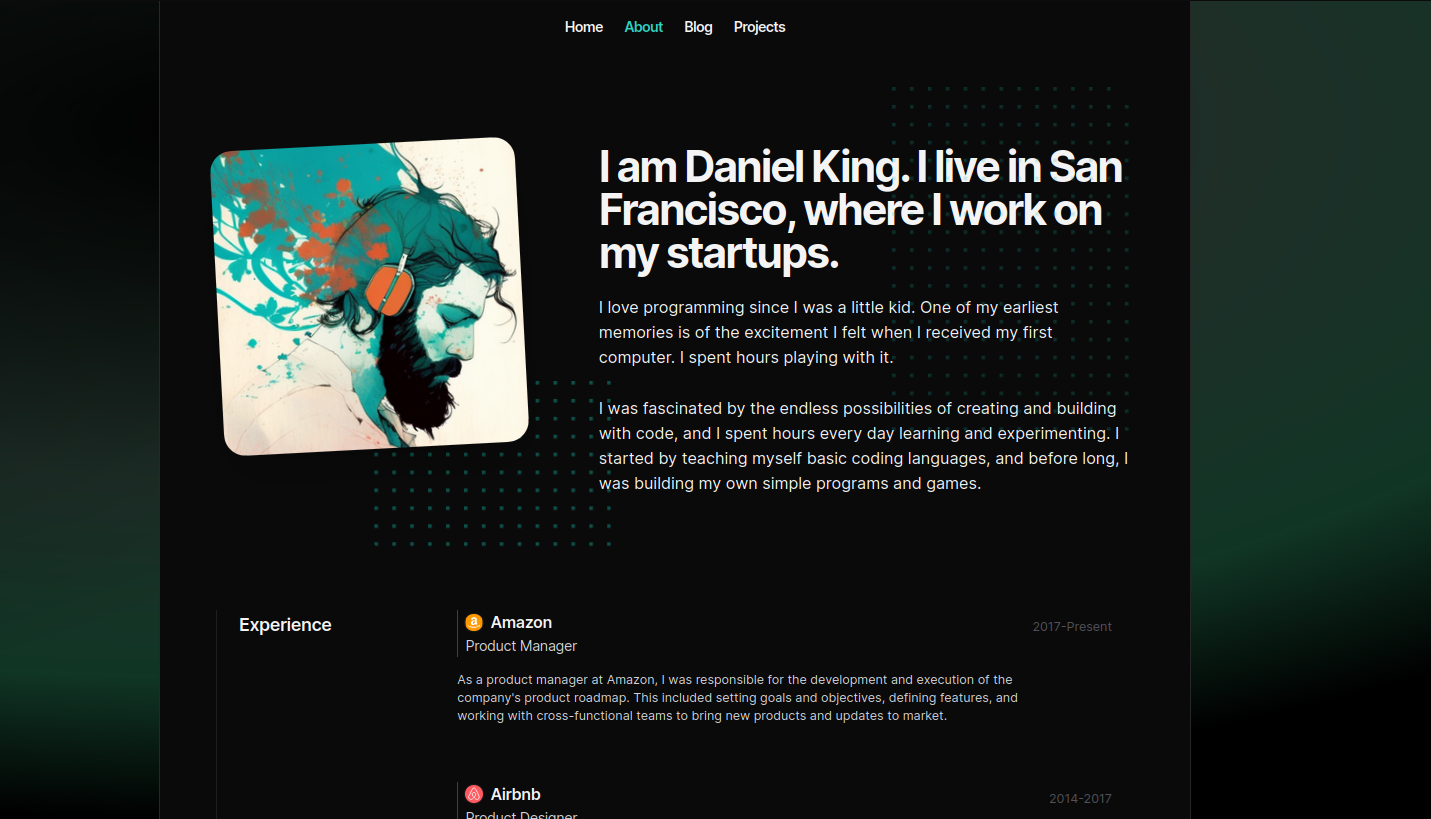 Home About Blog Projects
I am Daniel King. I live in San
Francisco, where I work on
my startups.
I love programming since I was a little kid. One of my earliest
memories is of the excitement I felt when I received my first
computer. I spent hours playing with it.
I was fascinated by the endless possibilities of creating and building
with code, and I spent hours every day learning and experimenting. I
started by teaching myself basic coding languages, and before long, I
was building my own simple programs and games.
Experience
Amazon
2017-Present
Product Manager
As a product manager at Amazon, I was responsible for the development and execution of the
company's product roadmap. This included setting goals and objectives, defining features, and
working with cross-functional teams to bring new products and updates to market.
Airbnb
2014-2017
Product Designer